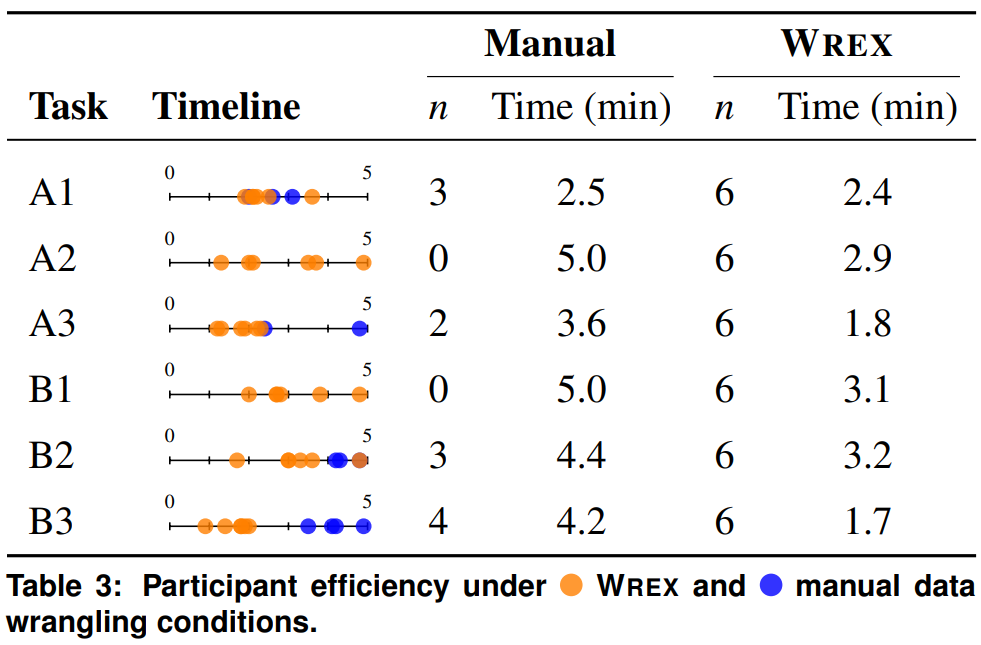 Manual WREX
Task Timeline n Time (min) n Time (min)
0 5
A1 3 2.5 6 2.4
0 5
A2 0 5.0 6 2.9
0 5
A3 2 3.6 6 1.8
0 5
B1 0 5.0 6 3.1
0 5
B2 3 4.4 6 3.2
0 5
B3 4 4.2 6 1.7
Table 3: Participant efficiency under WREX and manual data
wrangling conditions.